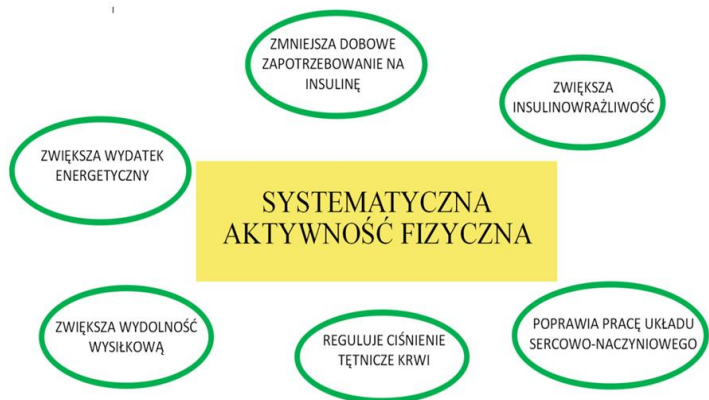 ZMNIEJSZA DOBOWE
ZAPOTRZEBOWANIE NA
INSULINĘ
ZWIĘKSZA
INSULINOWRAŻLIWOŚĆ
ZWIĘKSZA WYDATEK
ENERGETYCZNY
SYSTEMATYCZNA
AKTYWNOŚĆ FIZYCZNA
ZWIĘKSZA WYDOLNOŚĆ
WYSIŁKOWĄ
REGULUJE CIŚNIENIE
TĘTNICZE KRWI
POPRAWIA PRACĘ UKŁADU
SERCOWO-NACZYNIOWEGO